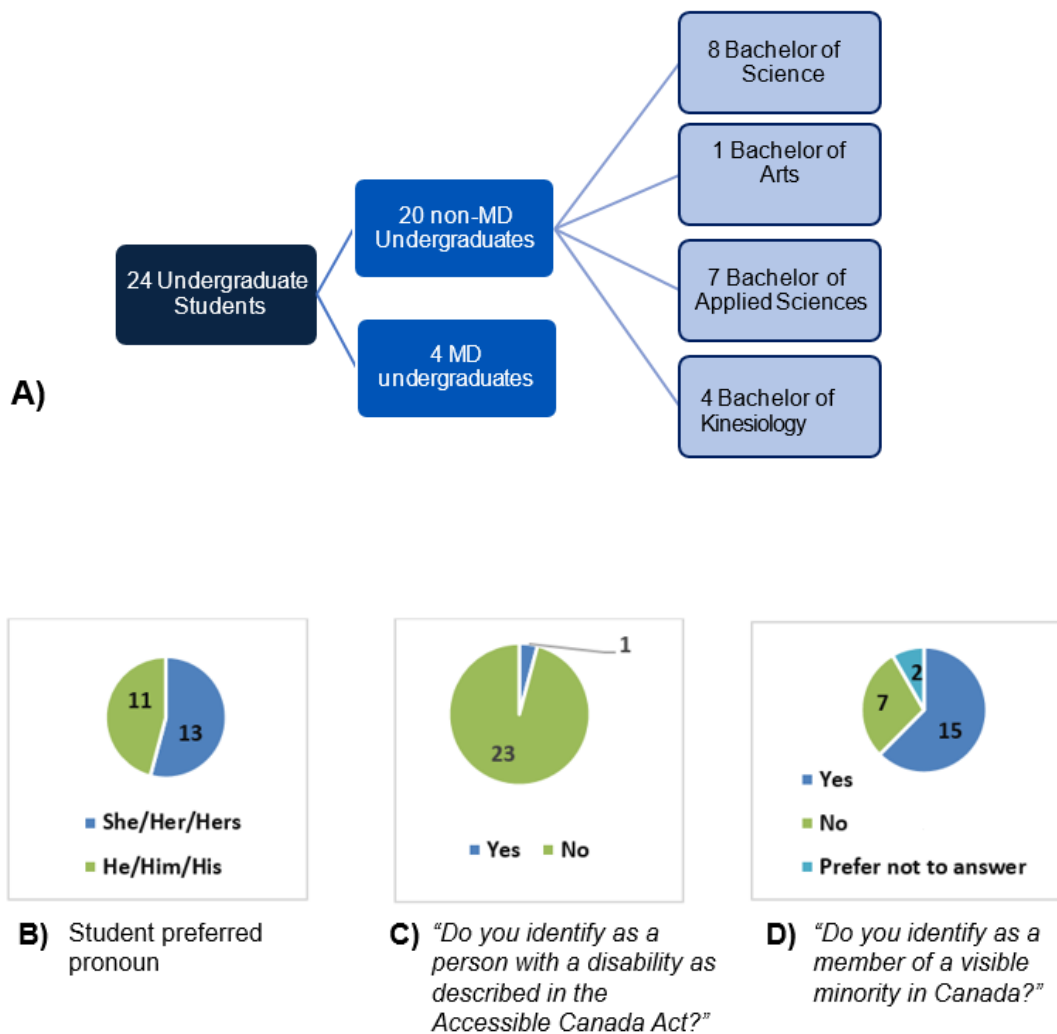 8 Bachelor of
Science
1 Bachelor of
Arts
20 non-MD
Undergraduates
24 Undergraduate
Students
7 Bachelor of
Applied Sciences
4 MD
undergraduates
4 Bachelor of
Kinesiology
A)
11
13
She/Her/Hers
He/Him/His
B) Student preferred
pronoun
1
23
Yes No
C) "Do you identify as a
person with a disability as
described in the
Accessible Canada Act?"
2
7
15
Yes
No
Prefer not to answer
D) "Do you identify as a
member of a visible
minority in Canada?"